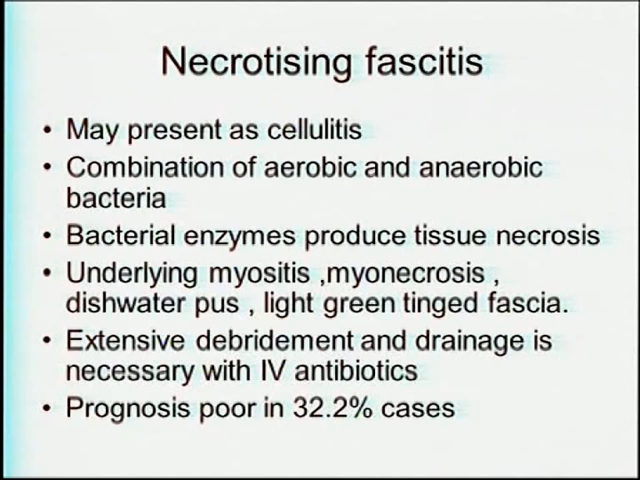 Necrotising fascitis
• May present as cellulitis
• Combination of aerobic and anaerobic
bacteria
• Bacterial enzymes produce tissue necrosis
• Underlying myositis ,myonecrosis ,
dishwater pus , light green tinged fascia.
• Extensive debridement and drainage is
necessary with IV antibiotics
• Prognosis poor in 32.2% cases